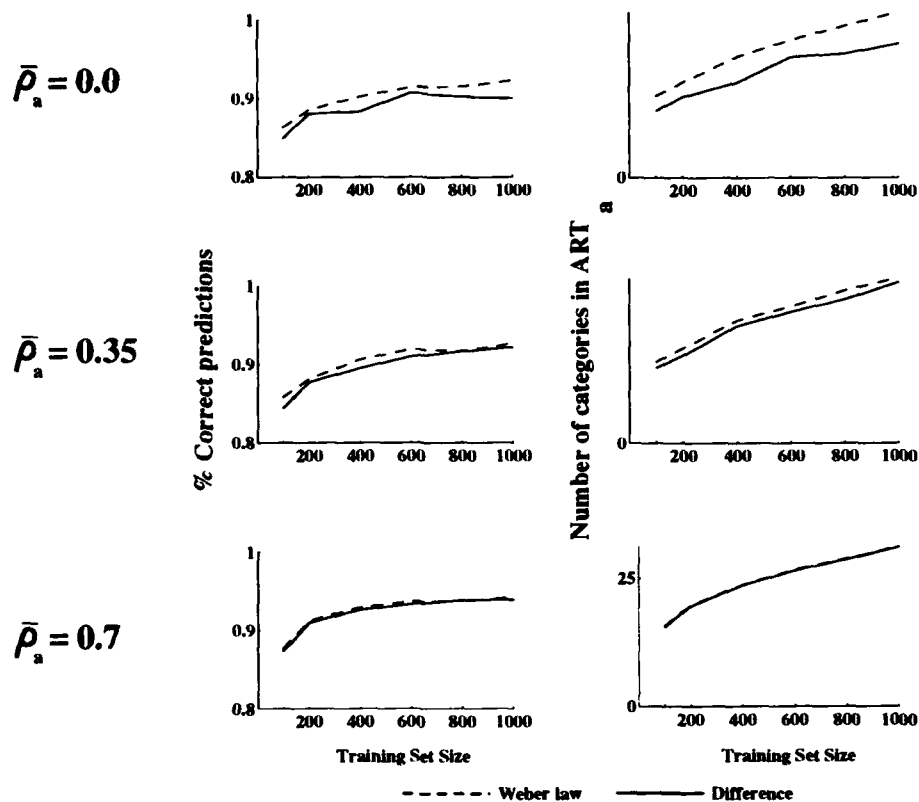 ρ̄a = 0.0
1
0.9
0.8
200 400 600 800 1000
0
200 400 600 800 1000
ρ̄a = 0.35
% Correct predictions
1
0.9
0.8
200 400 600 800 1000
Number of categories in ARTa
0
200 400 600 800 1000
ρ̄a = 0.7
1
0.9
0.8
200 400 600 800 1000
Training Set Size
25
0
200 400 600 800 1000
Training Set Size
Weber law
Difference